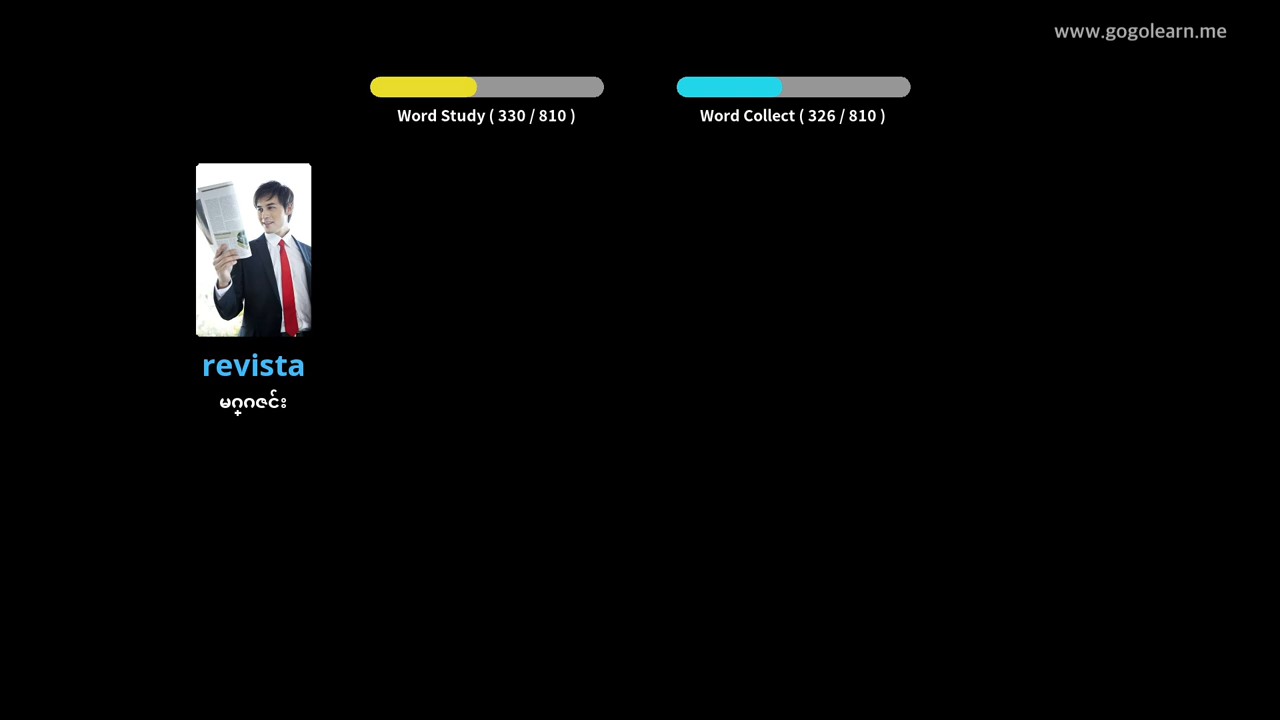 www.gogolearn.me
Word Study ( 330 / 810 )
Word Collect ( 326 / 810 )
revista
မဂ္ဂဇင်း